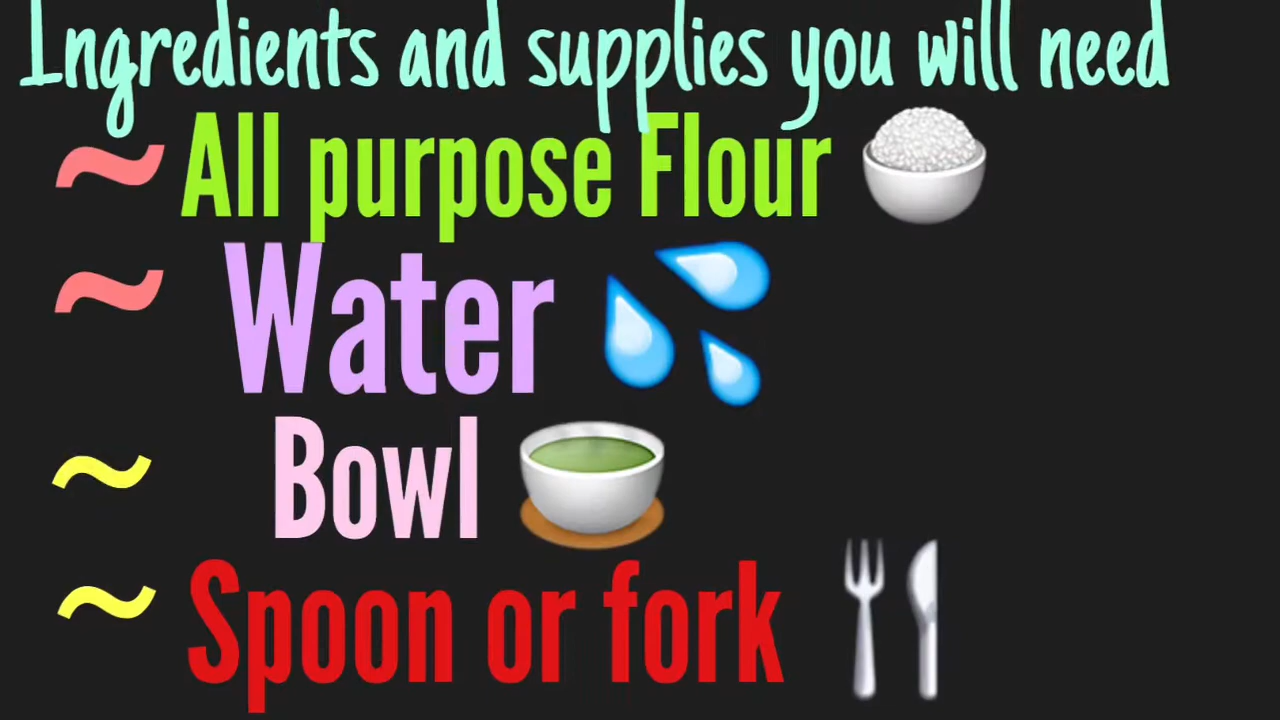 Ingredients and supplies you will need
~ All purpose Flour 🍚
~ Water 💦
~ Bowl 🍵
~ Spoon or fork 🍴